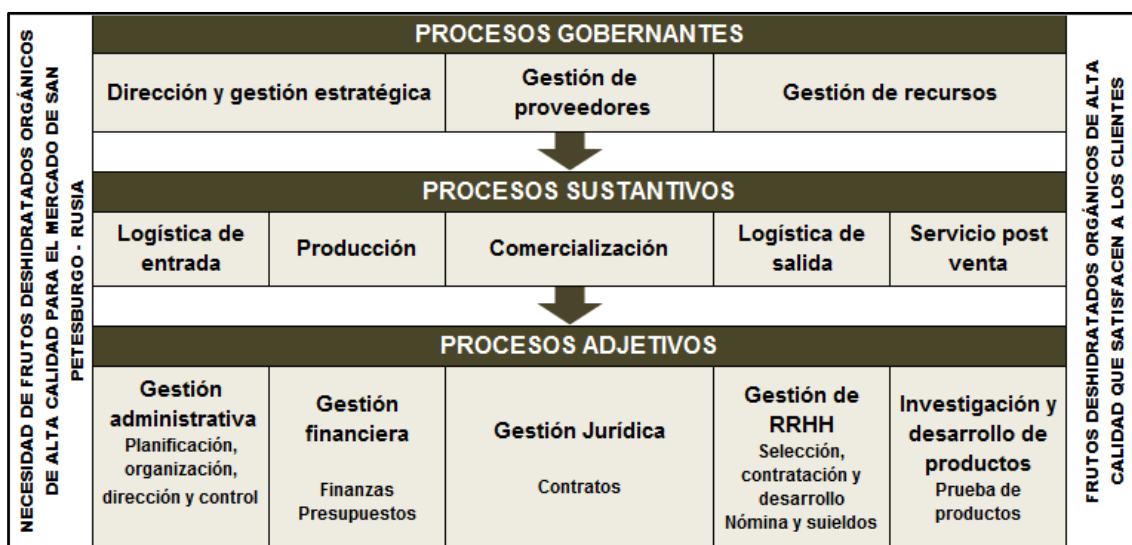 NECESIDAD DE FRUTOS DESHIDRATADOS ORGÁNICOS
DE ALTA CALIDAD PARA EL MERCADO DE SAN
PETESBURGO - RUSIA
PROCESOS GOBERNANTES
Dirección y gestión estratégica
Gestión de
proveedores
Gestión de recursos
PROCESOS SUSTANTIVOS
Logística de
entrada
Producción
Comercialización
Logística de
salida
Servicio post
venta
PROCESOS ADJETIVOS
Gestión
administrativa
Planificación,
organización,
dirección y control
Gestión
financiera
Finanzas
Presupuestos
Gestión Jurídica
Contratos
Gestión de
RRHH
Selección,
contratación y
desarrollo
Nómina y suieldos
Investigación y
desarrollo de
productos
Prueba de
productos
FRUTOS DESHIDRATADOS ORGÁNICOS DE ALTA
CALIDAD QUE SATISFACEN A LOS CLIENTES